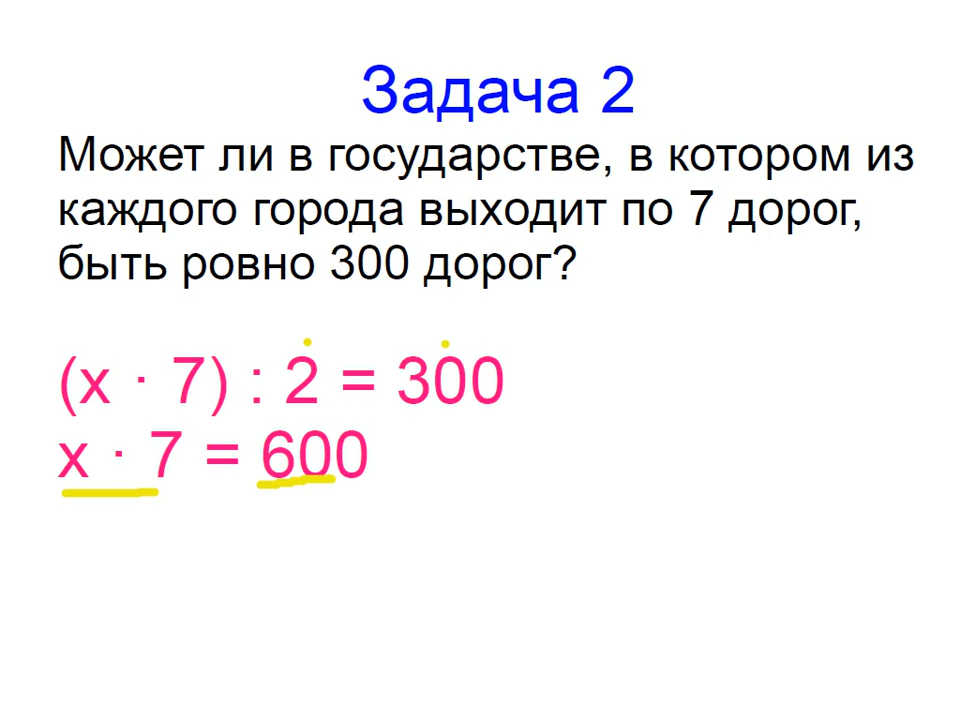 Задача 2
Может ли в государстве, в котором из
каждого города выходит по 7 дорог,
быть ровно 300 дорог?
(x · 7) : 2 = 300
x · 7 = 600